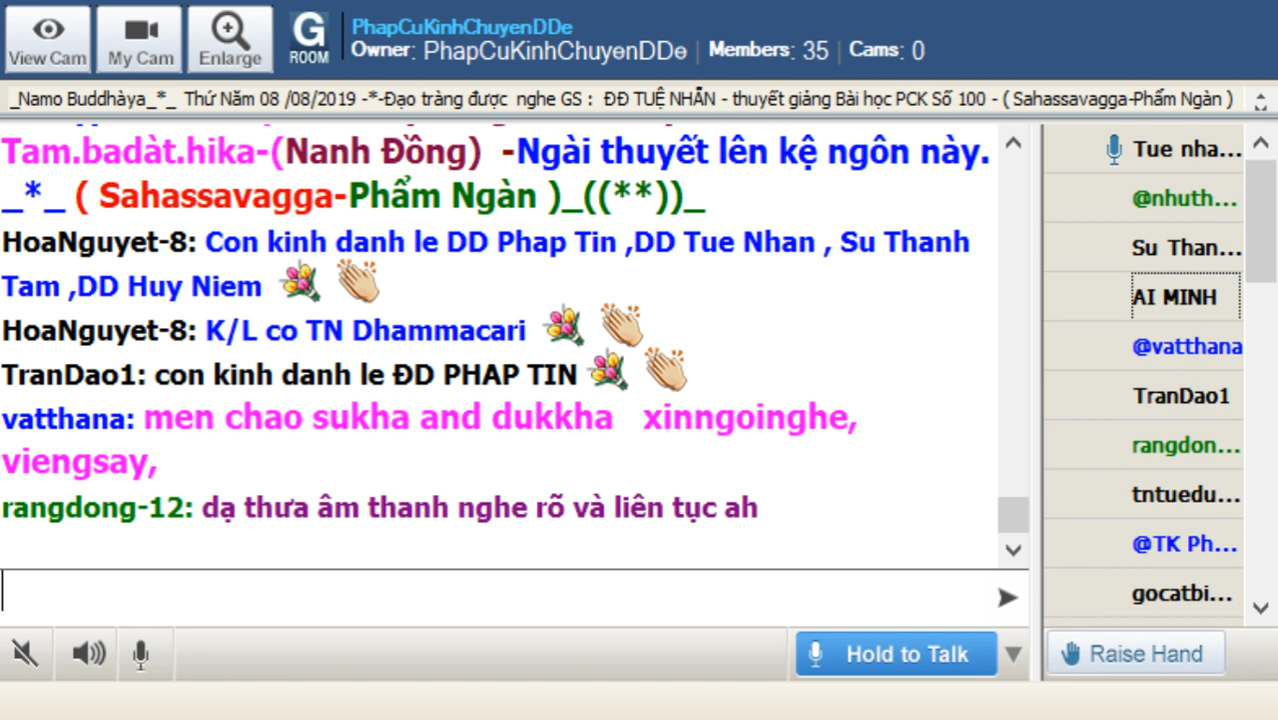 View Cam
My Cam
Enlarge
G
ROOM
PhapCuKinhChuyenDDe
Owner: PhapCuKinhChuyenDDe | Members: 35 | Cams: 0
_Namo Buddhàya_*_ Thứ Năm 08 /08/2019 -*-Đạo tràng được nghe GS : ĐĐ TUỆ NHẪN - thuyết giảng Bài học PCK Số 100 - ( Sahassavagga-Phẩm Ngàn )
Tam.badàt.hika-(Nanh Đồng) -Ngài thuyết lên kệ ngôn này.
_*_ ( Sahassavagga-Phẩm Ngàn )_((**))_
HoaNguyet-8: Con kinh danh le DD Phap Tin ,DD Tue Nhan , Su Thanh
Tam ,DD Huy Niem
HoaNguyet-8: K/L co TN Dhammacari
TranDao1: con kinh danh le ĐD PHAP TIN
vatthana: men chao sukha and dukkha xinngoinghe,
viengsay,
rangdong-12: dạ thưa âm thanh nghe rõ và liên tục ah
Tue nha...
@nhuth...
Su Than...
AI MINH
@vatthana
TranDao1
rangdon...
tntuedu...
@TK Ph...
gocatbi...
Hold to Talk
Raise Hand